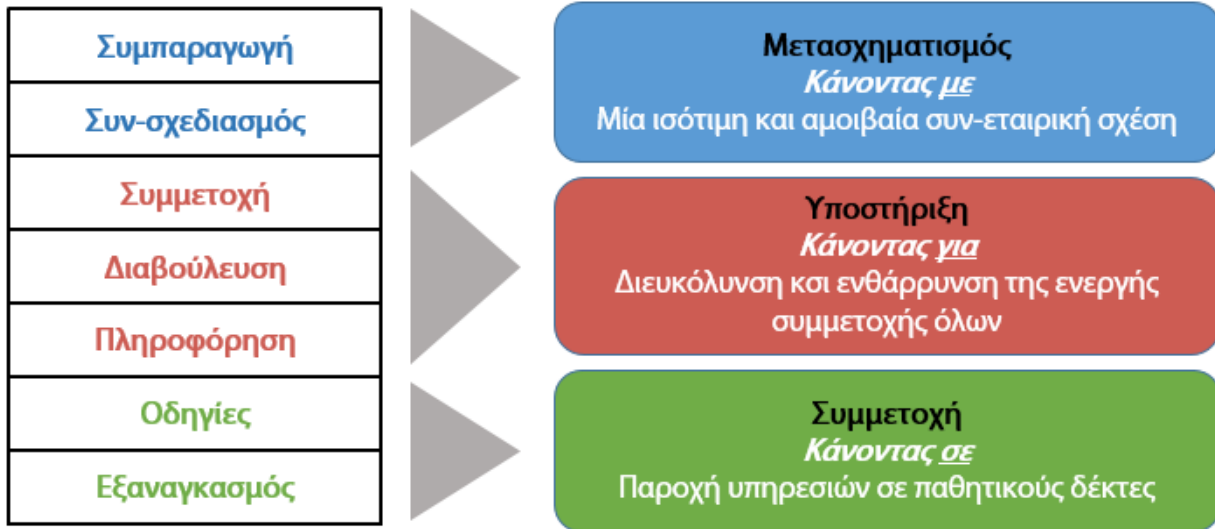 Συμπαραγωγή
Συν-σχεδιασμός
Συμμετοχή
Διαβούλευση
Πληροφόρηση
Οδηγίες
Εξαναγκασμός
Μετασχηματισμός
Κάνοντας με
Μία ισότιμη και αμοιβαία συν-εταιρική σχέση
Υποστήριξη
Κάνοντας για
Διευκόλυνση κσι ενθάρρυνση της ενεργής
συμμετοχής όλων
Συμμετοχή
Κάνοντας σε
Παροχή υπηρεσιών σε παθητικούς δέκτες